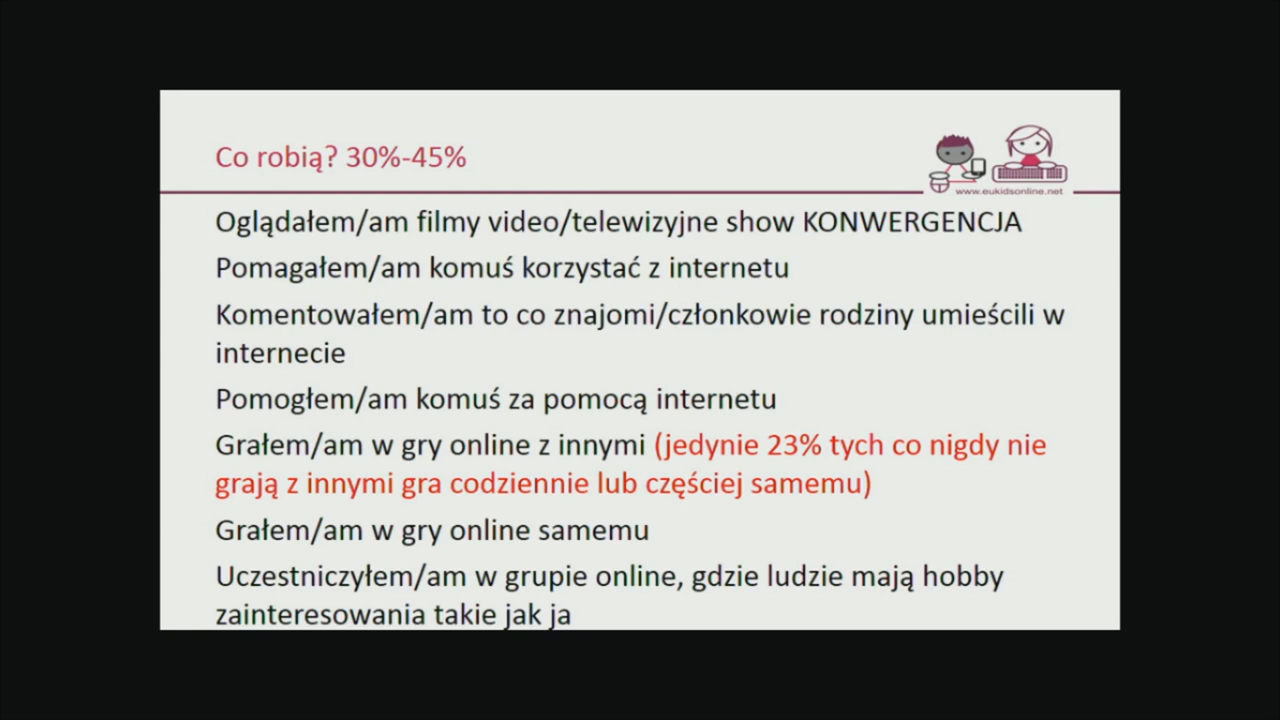 Co robią? 30%-45%
www.eukidsonline.net
Oglądałem/am filmy video/telewizyjne show KONWERGENCJA
Pomagałem/am komuś korzystać z internetu
Komentowałem/am to co znajomi/członkowie rodziny umieścili w
internecie
Pomogłem/am komuś za pomocą internetu
Grałem/am w gry online z innymi (jedynie 23% tych co nigdy nie
grają z innymi gra codziennie lub częściej samemu)
Grałem/am w gry online samemu
Uczestniczyłem/am w grupie online, gdzie ludzie mają hobby
zainteresowania takie jak ja